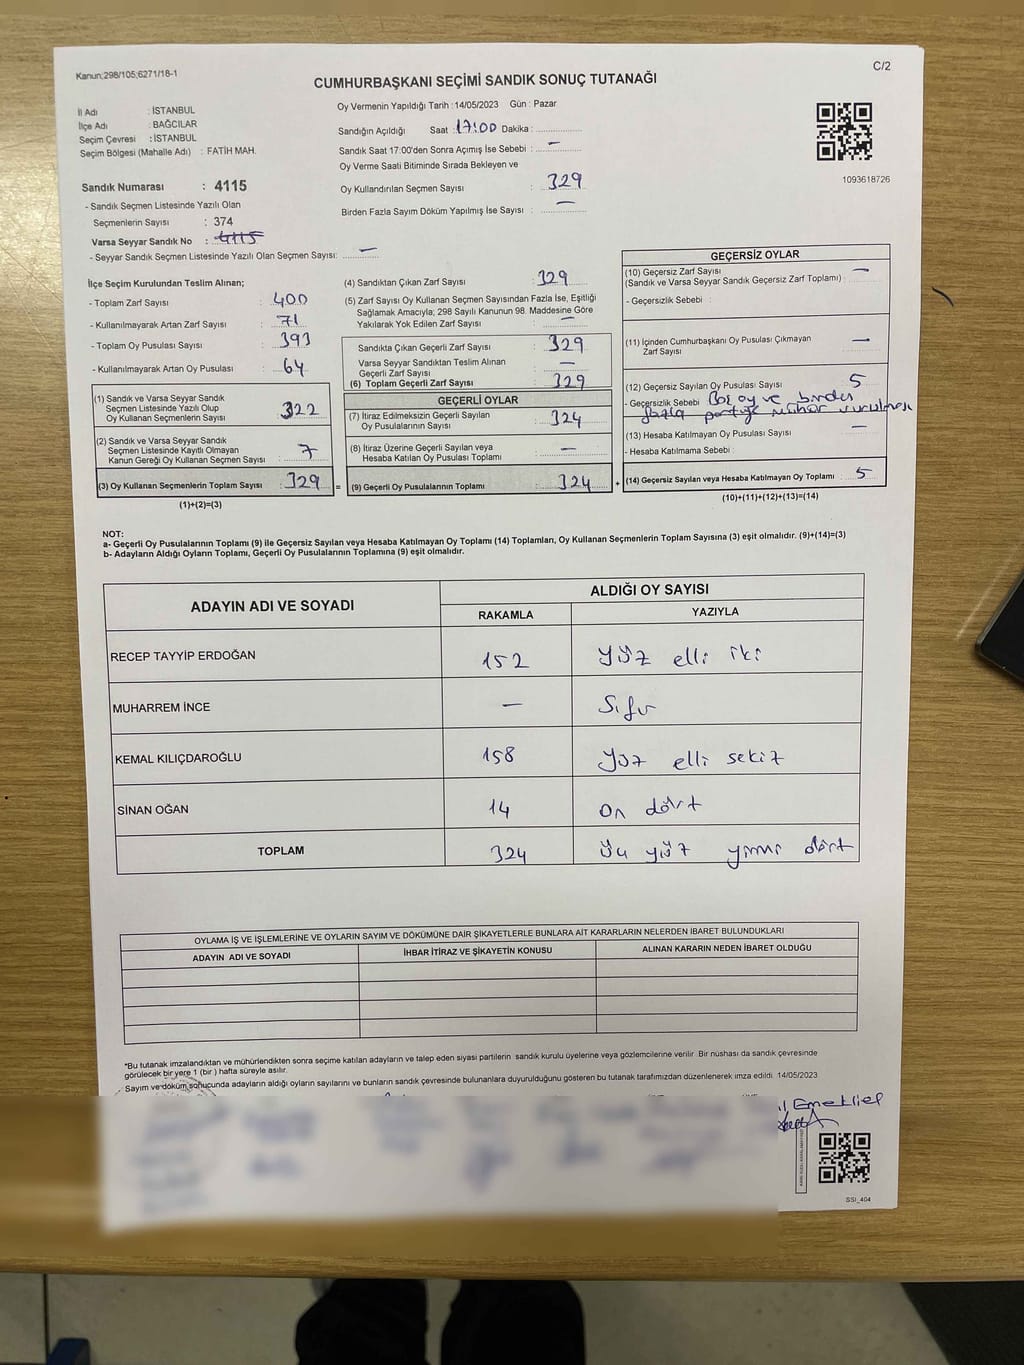 Kanun;298/105;6271/18-1
C/2
CUMHURBAŞKANI SEÇİMİ SANDIK SONUÇ TUTANAĞI
İl Adı : İSTANBUL
İlçe Adı : BAĞCILAR
Seçim Çevresi : İSTANBUL
Seçim Bölgesi (Mahalle Adı) : FATİH MAH.
Sandık Numarası : 4115
- Sandık Seçmen Listesinde Yazılı Olan
Seçmenlerin Sayısı : 374
Varsa Seyyar Sandık No : 4115
- Seyyar Sandık Seçmen Listesinde Yazılı Olan Seçmen Sayısı: —
Oy Vermenin Yapıldığı Tarih :14/05/2023 Gün : Pazar
Sandığın Açıldığı Saat :17:00 Dakika :
Sandık Saat 17:00'den Sonra Açımış İse Sebebi : —
Oy Verme Saati Bitiminde Sırada Bekleyen ve
Oy Kullandırılan Seçmen Sayısı : 329
Birden Fazla Sayım Döküm Yapılmış İse Sayısı : —
1093618726
İlçe Seçim Kurulundan Teslim Alınan;
- Toplam Zarf Sayısı : 400
- Kullanılmayarak Artan Zarf Sayısı : 71
- Toplam Oy Pusulası Sayısı : 393
- Kullanılmayarak Artan Oy Pusulası : 64
(1) Sandık ve Varsa Seyyar Sandık
Seçmen Listesinde Yazılı Olup
Oy Kullanan Seçmenlerin Sayısı : 322
(2) Sandık ve Varsa Seyyar Sandık
Seçmen Listesinde Kayıtlı Olmayan
Kanun Gereği Oy Kullanan Seçmen Sayısı : 7
(3) Oy Kullanan Seçmenlerin Toplam Sayısı : 329
(1)+(2)=(3)
(4) Sandıktan Çıkan Zarf Sayısı : 329
(5) Zarf Sayısı Oy Kullanan Seçmen Sayısından Fazla İse, Eşitliği
Sağlamak Amacıyla; 298 Sayılı Kanunun 98. Maddesine Göre
Yakılarak Yok Edilen Zarf Sayısı : —
Sandıkta Çıkan Geçerli Zarf Sayısı : 329
Varsa Seyyar Sandıktan Teslim Alınan
Geçerli Zarf Sayısı : —
(6) Toplam Geçerli Zarf Sayısı : 329
GEÇERLİ OYLAR
(7) İtiraz Edilmeksizin Geçerli Sayılan
Oy Pusulalarının Sayısı : 324
(8) İtiraz Üzerine Geçerli Sayılan veya
Hesaba Katılan Oy Pusulası Toplamı : —
= (9) Geçerli Oy Pusulalarının Toplamı : 324
GEÇERSİZ OYLAR
(10) Geçersiz Zarf Sayısı
(Sandık ve Varsa Seyyar Sandık Geçersiz Zarf Toplamı) : —
- Geçersizlik Sebebi :
(11) İçinden Cumhurbaşkanı Oy Pusulası Çıkmayan
Zarf Sayısı : —
(12) Geçersiz Sayılan Oy Pusulası Sayısı : 5
- Geçersizlik Sebebi : Boş oy ve birden
fazla partiye mühür vurulması
(13) Hesaba Katılmayan Oy Pusulası Sayısı : —
- Hesaba Katılmama Sebebi :
+ (14) Geçersiz Sayılan veya Hesaba Katılmayan Oy Toplamı : 5
(10)+(11)+(12)+(13)=(14)
NOT:
a- Geçerli Oy Pusulalarının Toplamı (9) ile Geçersiz Sayılan veya Hesaba Katılmayan Oy Toplamı (14) Toplamları, Oy Kullanan Seçmenlerin Toplam Sayısına (3) eşit olmalıdır. (9)+(14)=(3)
b- Adayların Aldığı Oyların Toplamı, Geçerli Oy Pusulalarının Toplamına (9) eşit olmalıdır.
ADAYIN ADI VE SOYADI
ALDIĞI OY SAYISI
RAKAMLA YAZIYLA
RECEP TAYYİP ERDOĞAN 152 Yüz elli iki
MUHARREM İNCE — Sıfır
KEMAL KILIÇDAROĞLU 158 Yüz elli sekiz
SİNAN OĞAN 14 on dört
TOPLAM 324 üç yüz yirmi dört
OYLAMA İŞ VE İŞLEMLERİNE VE OYLARIN SAYIM VE DÖKÜMÜNE DAİR ŞİKAYETLERLE BUNLARA AİT KARARLARIN NELERDEN İBARET BULUNDUKLARI
ADAYIN ADI VE SOYADI İHBAR İTİRAZ VE ŞİKAYETİN KONUSU ALINAN KARARIN NEDEN İBARET OLDUĞU
*Bu tutanak imzalandıktan ve mühürlendikten sonra seçime katılan adayların ve talep eden siyasi partilerin sandık kurulu üyelerine veya gözlemcilerine verilir. Bir nüshası da sandık çevresinde
görülecek bir yere 1 (bir) hafta süreyle asılır.
Sayım ve döküm sonucunda adayların aldığı oyların sayılarını ve bunların sandık çevresinde bulunanlara duyurulduğunu gösteren bu tutanak tarafımızdan düzenlenerek imza edildi. 14/05/2023
SSI_404